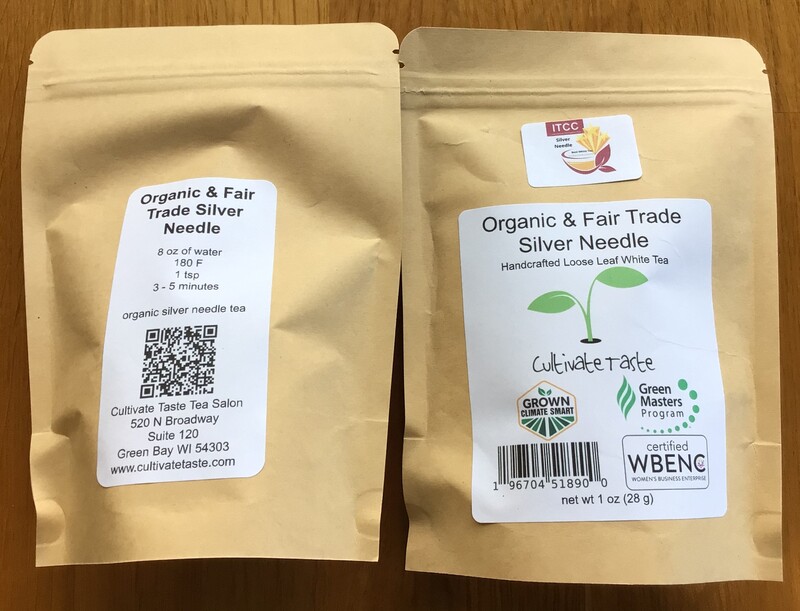 Organic & Fair
Trade Silver
Needle
8 oz of water
180 F
1 tsp
3 - 5 minutes
organic silver needle tea
Cultivate Taste Tea Salon
520 N Broadway
Suite 120
Green Bay WI 54303
www.cultivatetaste.com
ITCC
Silver
Needle
Organic & Fair Trade
Silver Needle
Handcrafted Loose Leaf White Tea
Cultivate Taste
GROWN
CLIMATE SMART
Green
Masters
Program
1 96704 51890 0
certified
WBENC
WOMEN'S BUSINESS ENTERPRISE
net wt 1 oz (28 g)